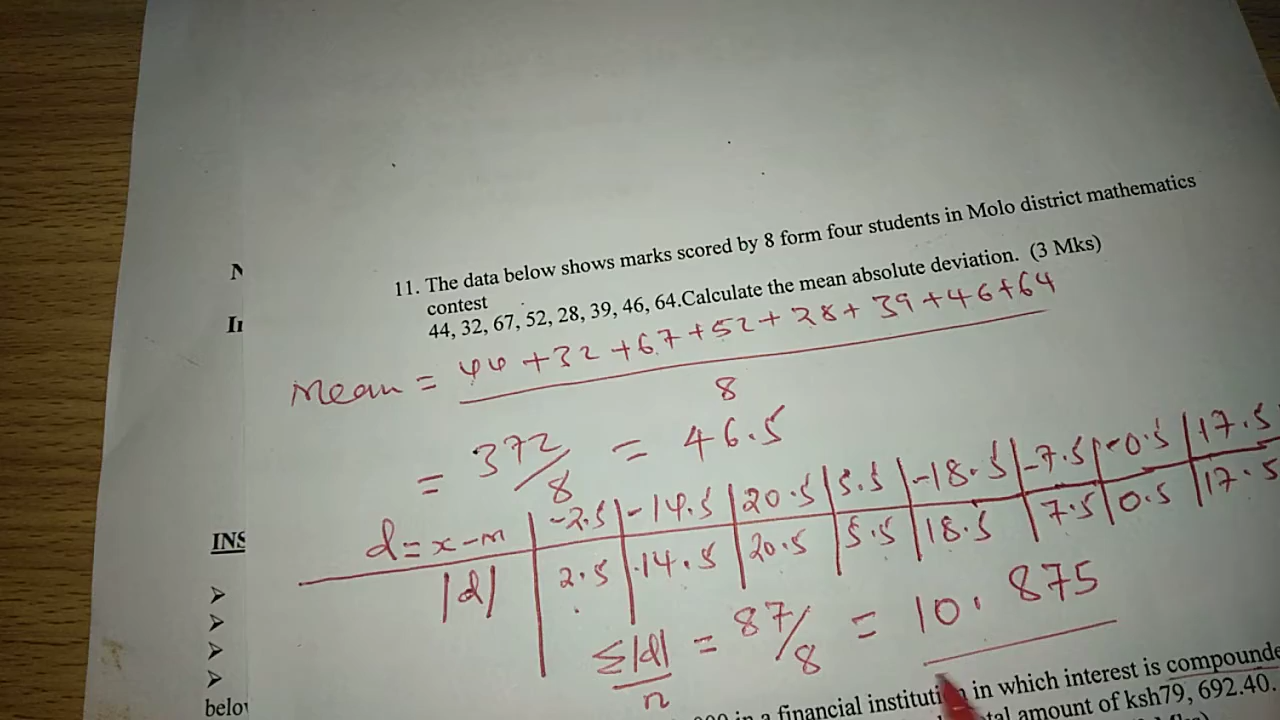 11. The data below shows marks scored by 8 form four students in Molo district mathematics
contest
44, 32, 67, 52, 28, 39, 46, 64.Calculate the mean absolute deviation. (3 Mks)
Mean = 44 + 32 + 67 + 52 + 28 + 39 + 46 + 64
8
= 372/8 = 46.5
d = x - m | -2.5 | -14.5 | 20.5 | 5.5 | -18.5 | -7.5 | -0.5 | 17.5
|d| 2.5 | 14.5 | 20.5 | 5.5 | 18.5 | 7.5 | 0.5 | 17.5
Σ|d| = 87/8 = 10.875
n
INS
below
in a financial institution in which interest is compounde
amount of ksh79, 692.40.